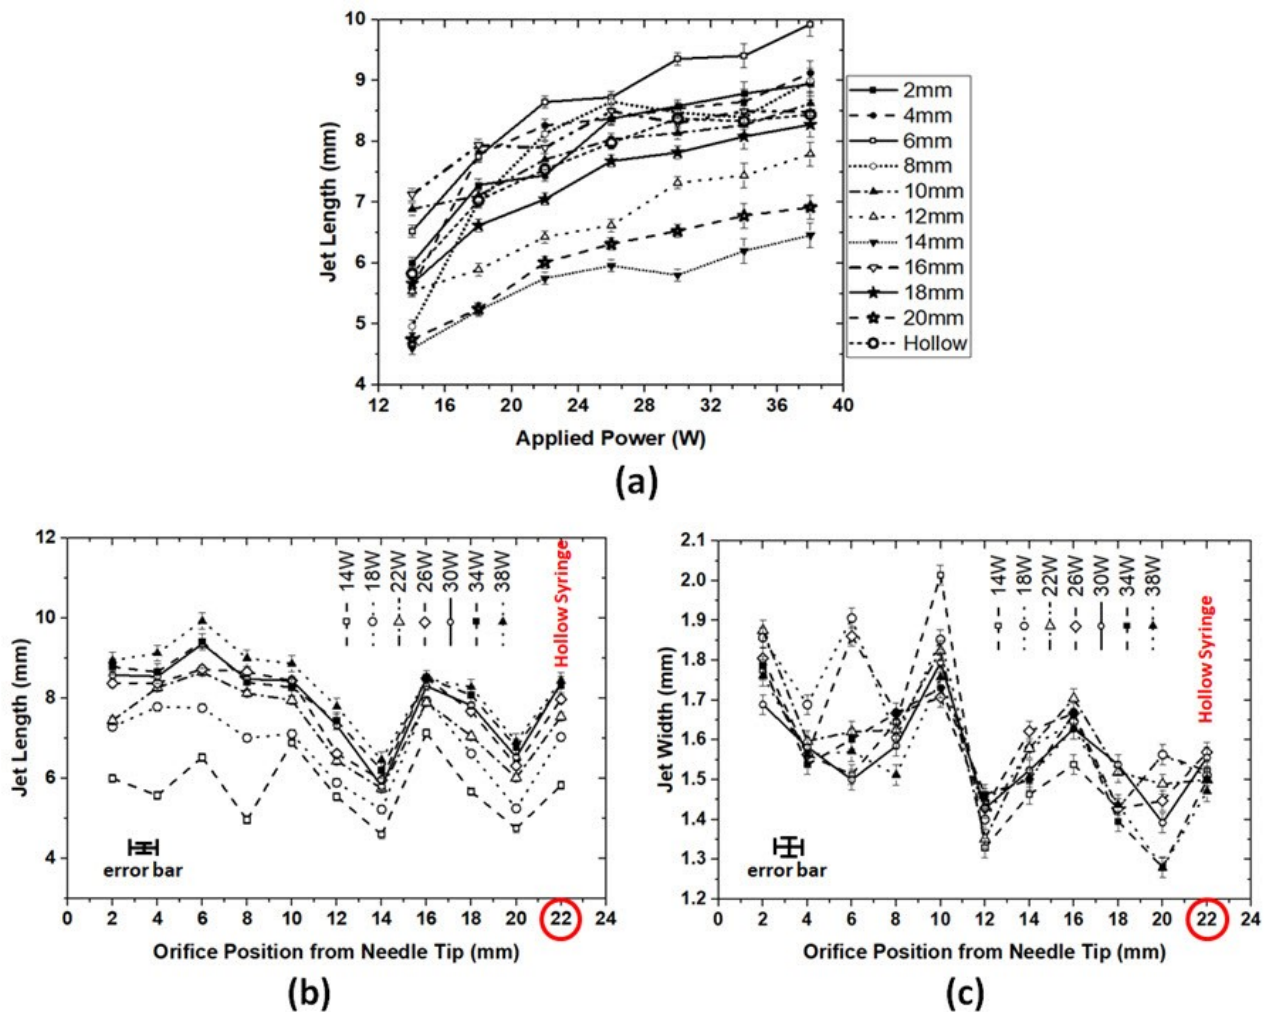 10
9
8
7
6
5
4
Jet Length (mm)
12 16 20 24 28 32 36 40
Applied Power (W)
2mm
4mm
6mm
8mm
10mm
12mm
14mm
16mm
18mm
20mm
Hollow
(a)
12
10
8
6
4
Jet Length (mm)
14W
18W
22W
26W
30W
34W
38W
Hollow Syringe
error bar
0 2 4 6 8 10 12 14 16 18 20 22 24
Orifice Position from Needle Tip (mm)
(b)
2.1
2.0
1.9
1.8
1.7
1.6
1.5
1.4
1.3
1.2
Jet Width (mm)
14W
18W
22W
26W
30W
34W
38W
Hollow Syringe
error bar
0 2 4 6 8 10 12 14 16 18 20 22 24
Orifice Position from Needle Tip (mm)
(c)